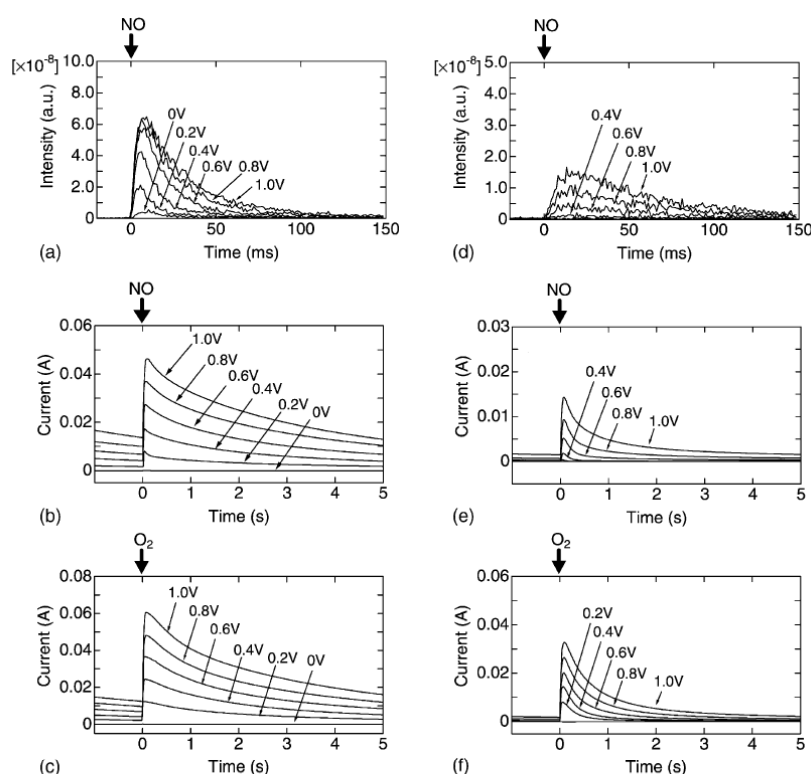 NO
[×10⁻⁸]
10.0
8.0
6.0
4.0
2.0
0
Intensity (a.u.)
0V
0.2V
0.4V
0.6V
0.8V
1.0V
0
50
100
150
Time (ms)
(a)
NO
[×10⁻⁸]
5.0
4.0
3.0
2.0
1.0
0
Intensity (a.u.)
0.4V
0.6V
0.8V
1.0V
0
50
100
150
Time (ms)
(d)
NO
0.06
0.04
0.02
0
Current (A)
1.0V
0.8V
0.6V
0.4V
0.2V
0V
0
1
2
3
4
5
Time (s)
(b)
NO
0.03
0.02
0.01
0
Current (A)
0.4V
0.6V
0.8V
1.0V
0
1
2
3
4
5
Time (s)
(e)
O₂
0.08
0.06
0.04
0.02
0
Current (A)
1.0V
0.8V
0.6V
0.4V
0.2V
0V
0
1
2
3
4
5
Time (s)
(c)
O₂
0.06
0.04
0.02
0
Current (A)
0.2V
0.4V
0.6V
0.8V
1.0V
0
1
2
3
4
5
Time (s)
(f)